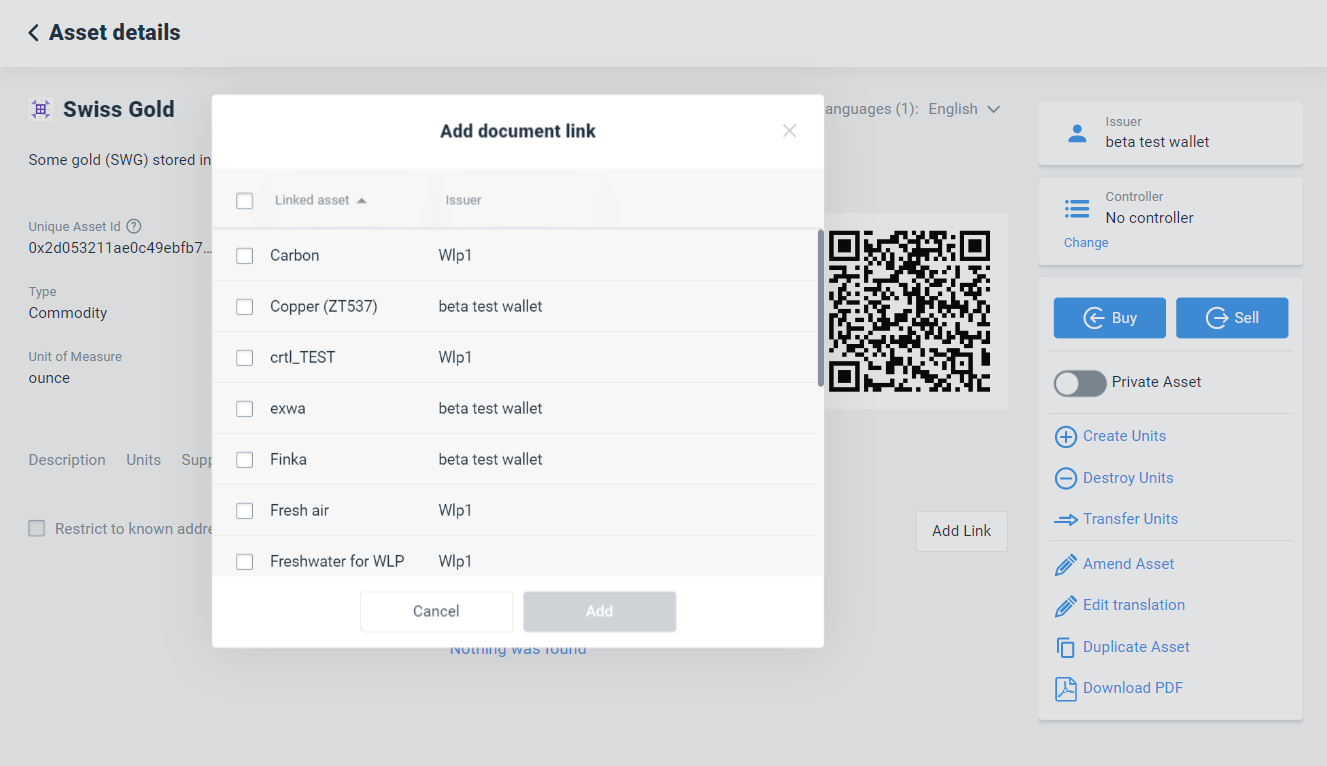 Asset details
Swiss Gold
anguages (1): English
Some gold (SWG) stored in
Unique Asset Id ?
0x2d053211ae0c49ebfb7...
Type
Commodity
Unit of Measure
ounce
Description Units Supp
Restrict to known addre
Add Link
Nothing was found
Add document link
Linked asset Issuer
Carbon Wlp1
Copper (ZT537) beta test wallet
crtl_TEST Wlp1
exwa beta test wallet
Finka beta test wallet
Fresh air Wlp1
Freshwater for WLP Wlp1
Cancel Add
Issuer
beta test wallet
Controller
No controller
Change
Buy Sell
Private Asset
Create Units
Destroy Units
Transfer Units
Amend Asset
Edit translation
Duplicate Asset
Download PDF